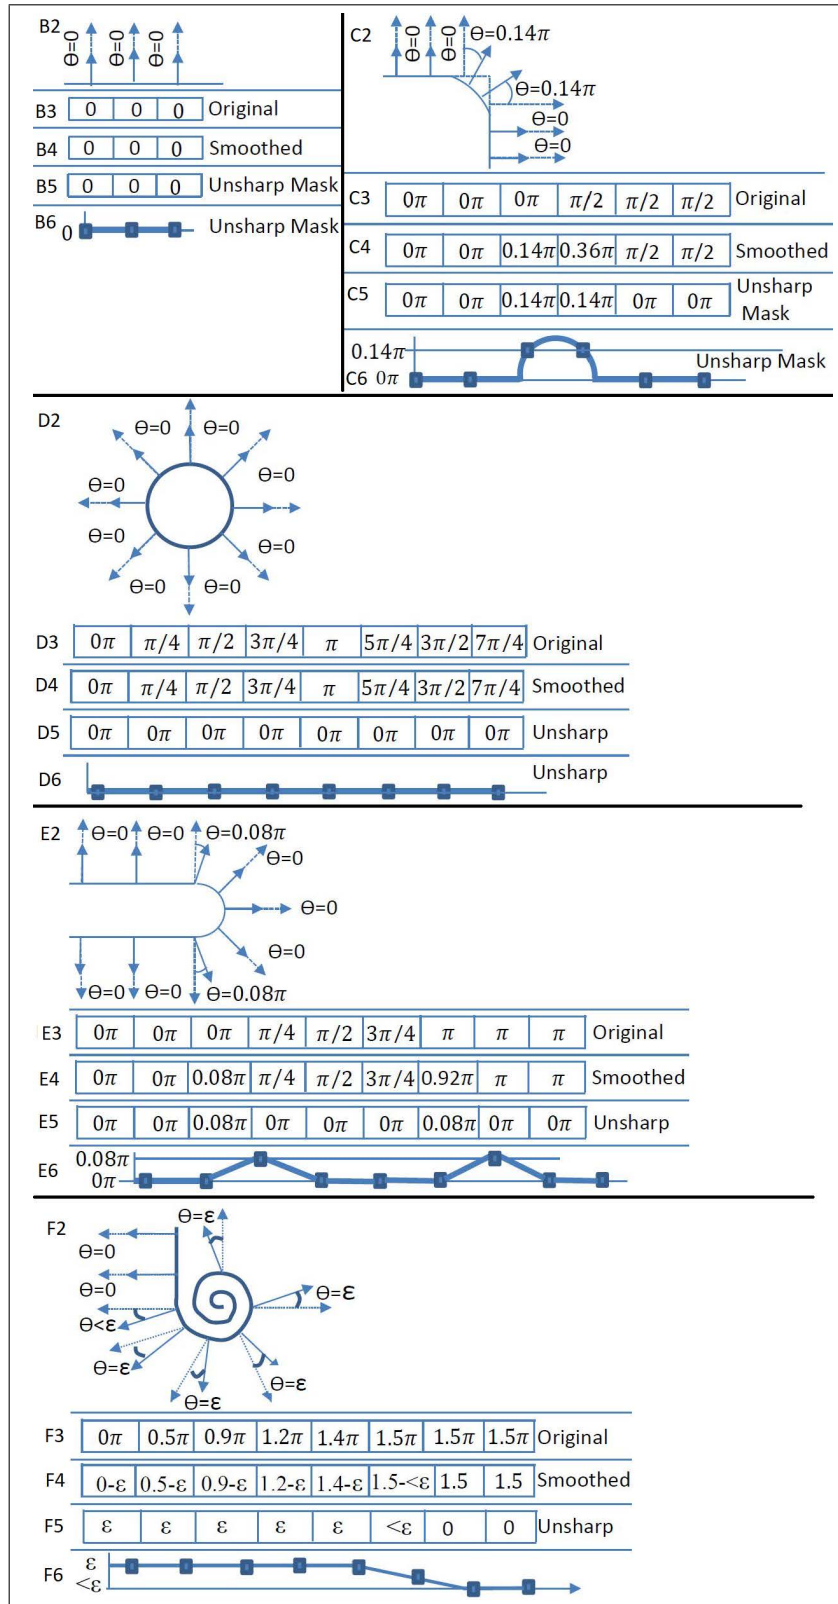 B2 Ɵ=0 Ɵ=0 Ɵ=0
B3 0 0 0 Original
B4 0 0 0 Smoothed
B5 0 0 0 Unsharp Mask
B6 0 Unsharp Mask
C2 Ɵ=0 Ɵ=0 Ɵ=0.14π
Ɵ=0.14π
Ɵ=0
Ɵ=0
C3 0π 0π 0π π/2 π/2 π/2 Original
C4 0π 0π 0.14π 0.36π π/2 π/2 Smoothed
C5 0π 0π 0.14π 0.14π 0π 0π Unsharp
Mask
0.14π Unsharp Mask
C6 0π
D2 Ɵ=0 Ɵ=0
Ɵ=0 Ɵ=0
Ɵ=0 Ɵ=0
Ɵ=0 Ɵ=0
D3 0π π/4 π/2 3π/4 π 5π/4 3π/2 7π/4 Original
D4 0π π/4 π/2 3π/4 π 5π/4 3π/2 7π/4 Smoothed
D5 0π 0π 0π 0π 0π 0π 0π 0π Unsharp
D6 Unsharp
E2 Ɵ=0 Ɵ=0 Ɵ=0.08π
Ɵ=0
Ɵ=0
Ɵ=0
Ɵ=0 Ɵ=0 Ɵ=0.08π
E3 0π 0π 0π π/4 π/2 3π/4 π π π Original
E4 0π 0π 0.08π π/4 π/2 3π/4 0.92π π π Smoothed
E5 0π 0π 0.08π 0π 0π 0π 0.08π 0π 0π Unsharp
0.08π
E6 0π
F2 Ɵ=ε
Ɵ=0
Ɵ=0 Ɵ=ε
Ɵ<ε
Ɵ=ε Ɵ=ε
Ɵ=ε
F3 0π 0.5π 0.9π 1.2π 1.4π 1.5π 1.5π 1.5π Original
F4 0-ε 0.5-ε 0.9-ε 1.2-ε 1.4-ε 1.5-<ε 1.5 1.5 Smoothed
F5 ε ε ε ε ε <ε 0 0 Unsharp
F6 ε
<ε